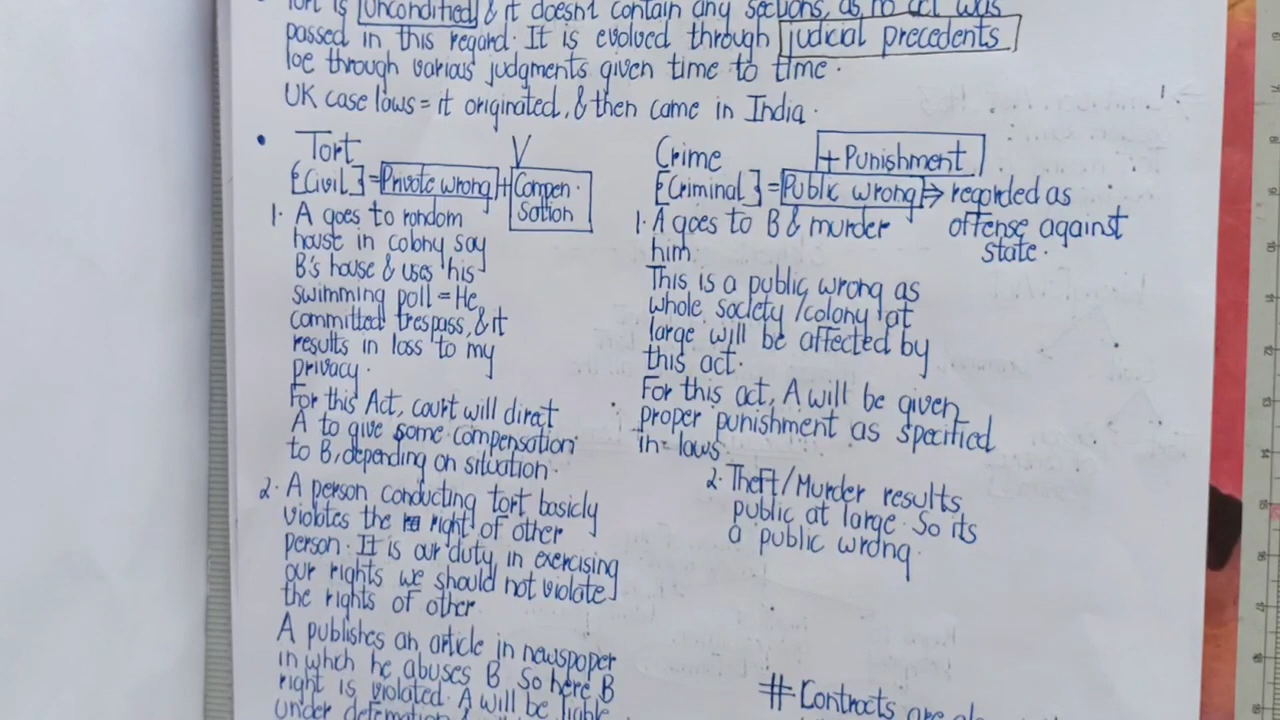 • Tort is Uncondified & it doesn't contain any sections, as no act was
passed in this regard. It is evolved through judicial precedents
ioe through various judgments given time to time.
UK case laws = it originated, & then came in India.
• Tort V
[Civil] = Private wrong + Compen.
sation
1. A goes to random
house in colony say
B's house & uses his
swimming poll = He
committed trespass, & it
results in loss to my
privacy.
For this Act, court will direct
A to give some compensation
to B, depending on situation.
2. A person conducting tort basicly
violates the right of other
person. It is our duty in exercising
our rights we should not violate
the rights of other.
A publishes an article in newspaper
in whch he abuses B. So here B
right is violated. A will be liable
under defemation &
Crime + Punishment
[Criminal] = Public wrong → regarded as
offense against
state.
1. A goes to B & murder
him.
This is a public wrong as
whole society/colony at
large will be affected by
this act.
For this act, A will be given
proper punishment as specified
in = laws
2. Theft/Murder results
public at large. So its
a public wrong.
# Contracts are